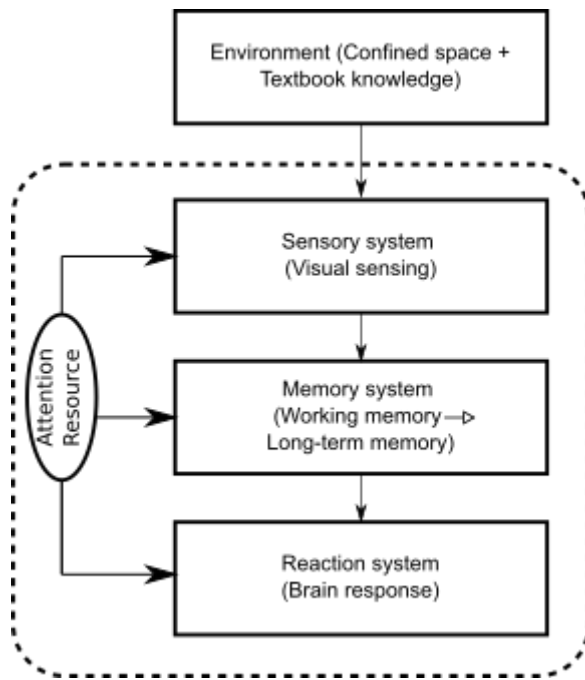 Environment (Confined space +
Textbook knowledge)
Sensory system
(Visual sensing)
Attention
Resource
Memory system
(Working memory ⇾
Long-term memory)
Reaction system
(Brain response)